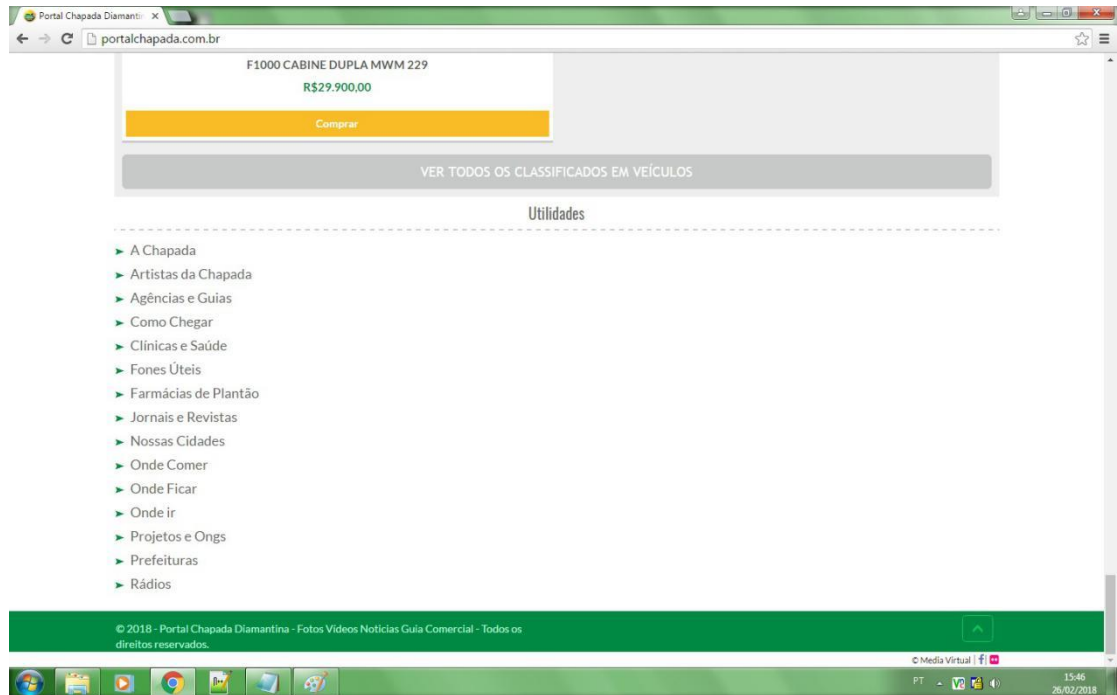 Portal Chapada Diamantin
portalchapada.com.br
F1000 CABINE DUPLA MWM 229
R$29.900,00
Comprar
VER TODOS OS CLASSIFICADOS EM VEÍCULOS
Utilidades
A Chapada
Artistas da Chapada
Agências e Guias
Como Chegar
Clínicas e Saúde
Fones Úteis
Farmácias de Plantão
Jornais e Revistas
Nossas Cidades
Onde Comer
Onde Ficar
Onde ir
Projetos e Ongs
Prefeituras
Rádios
© 2018 - Portal Chapada Diamantina - Fotos Vídeos Noticias Guia Comercial - Todos os
direitos reservados.
© Media Virtual
PT
15:46
26/02/2018